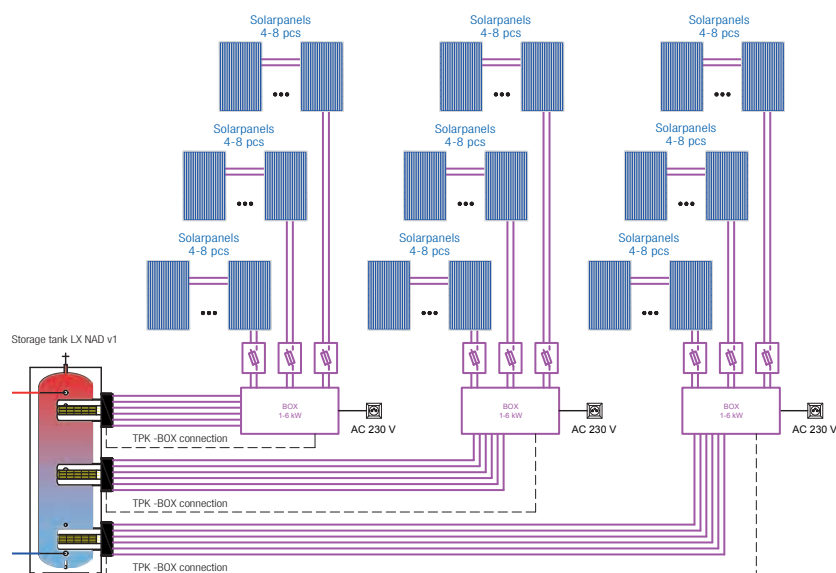 Solarpanels
4-8 pcs
Solarpanels
4-8 pcs
Solarpanels
4-8 pcs
Solarpanels
4-8 pcs
Solarpanels
4-8 pcs
Solarpanels
4-8 pcs
Solarpanels
4-8 pcs
Solarpanels
4-8 pcs
Solarpanels
4-8 pcs
Storage tank LX NAD v1
BOX
1-6 kW
AC 230 V
BOX
1-6 kW
AC 230 V
BOX
1-6 kW
AC 230 V
TPK -BOX connection
TPK -BOX connection
TPK -BOX connection